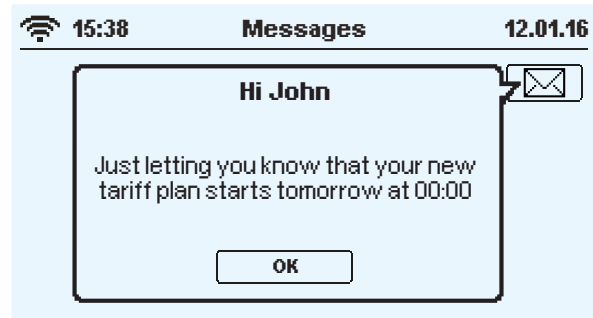 15:38 Messages 12.01.16
Hi John
Just letting you know that your new
tariff plan starts tomorrow at 00:00
OK